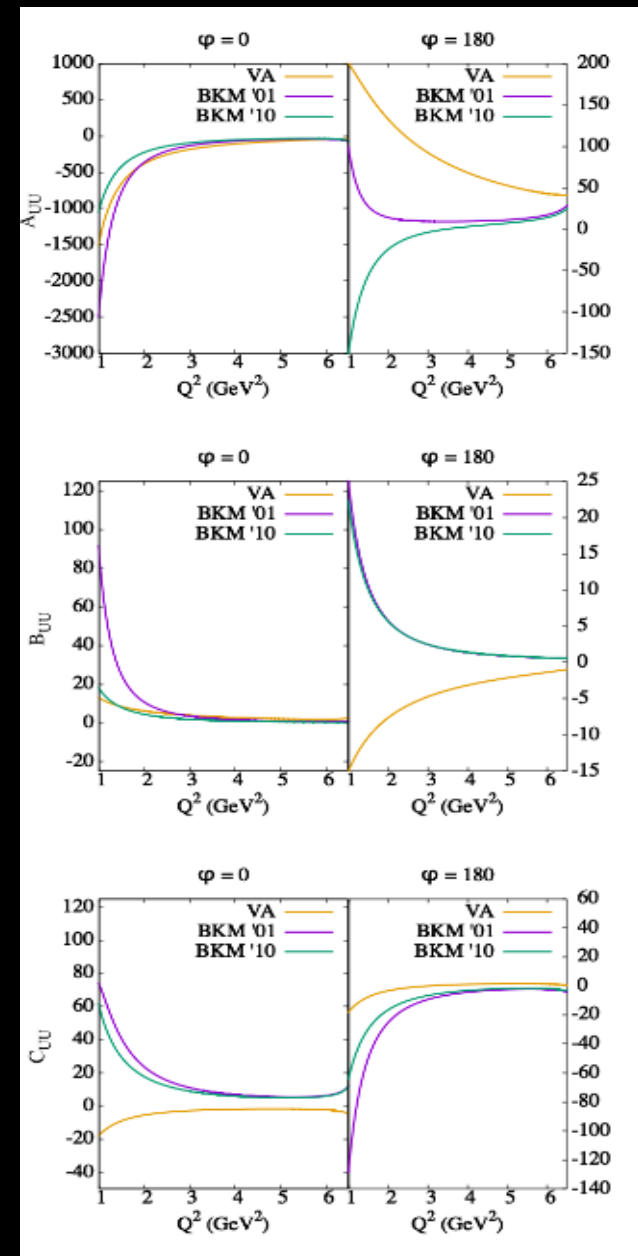 φ = 0 φ = 180
VA VA
BKM '01 BKM '01
BKM '10 BKM '10
1000
500
0
-500
-1000
-1500
-2000
-2500
-3000
A_UU
200
150
100
50
0
-50
-100
-150
1 2 3 4 5 6 1 2 3 4 5 6
Q² (GeV²) Q² (GeV²)
φ = 0 φ = 180
VA VA
BKM '01 BKM '01
BKM '10 BKM '10
120
100
80
60
40
20
0
-20
B_UU
25
20
15
10
5
0
-5
-10
-15
1 2 3 4 5 6 1 2 3 4 5 6
Q² (GeV²) Q² (GeV²)
φ = 0 φ = 180
VA VA
BKM '01 BKM '01
BKM '10 BKM '10
120
100
80
60
40
20
0
-20
-40
C_UU
60
40
20
0
-20
-40
-60
-80
-100
-120
-140
1 2 3 4 5 6 1 2 3 4 5 6
Q² (GeV²) Q² (GeV²)